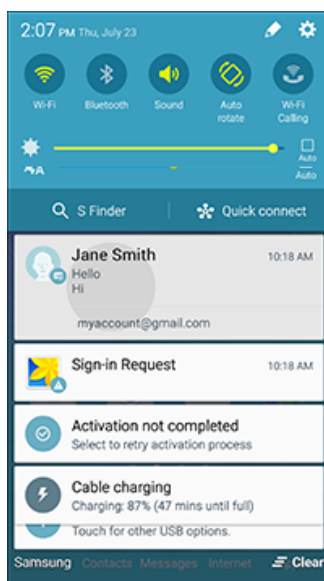 2:07 PM Thu, July 23
Wi-Fi
Bluetooth
Sound
Auto
rotate
Wi-Fi
Calling
Auto
A
Auto
S Finder
Quick connect
Jane Smith
10:18 AM
Hello
Hi
myaccount@gmail.com
Sign-in Request
10:18 AM
Activation not completed
Select to retry activation process
Cable charging
Charging: 87% (47 mins until full)
Touch for other USB options.
Samsung Contacts Messages Internet Clear